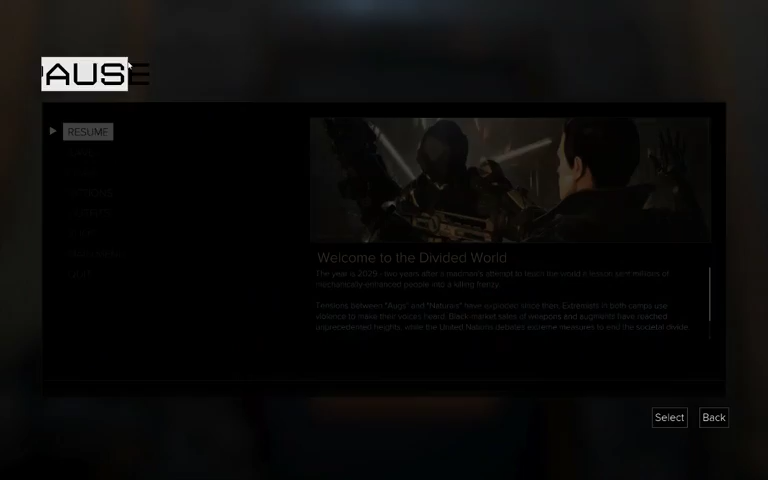 PAUSE
RESUME
OPTIONS
Welcome to the Divided World
The year is 2029 - two years after a madman's attempt to teach the world a lesson sent millions of
mechanically enhanced people into a killing frenzy.
Tensions between "Augs" and "Naturals" have exploded since then. Extremists in both camps use
violence to make their voices heard. Black market sales of weapons and augments have reached
unprecedented heights, while the United Nations debates extreme measures to end the societal divide.
Select
Back